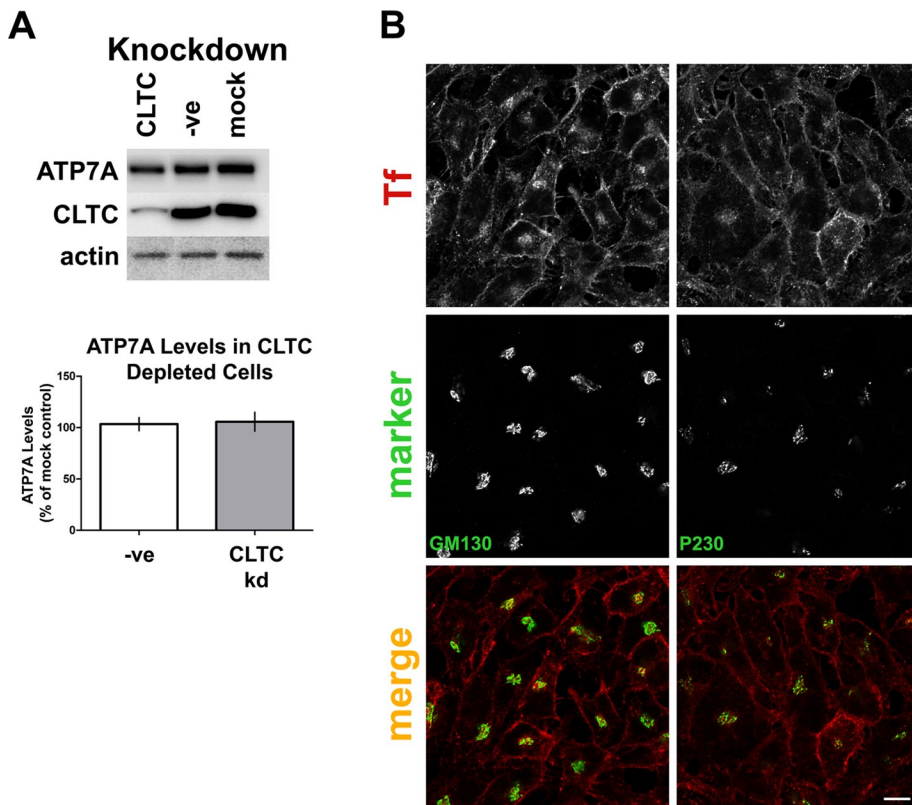 A
Knockdown
CLTC
-ve
mock
ATP7A
CLTC
actin
ATP7A Levels in CLTC
Depleted Cells
ATP7A Levels
(% of mock control)
150
100
50
0
-ve
CLTC
kd
B
Tf
marker
GM130
P230
merge